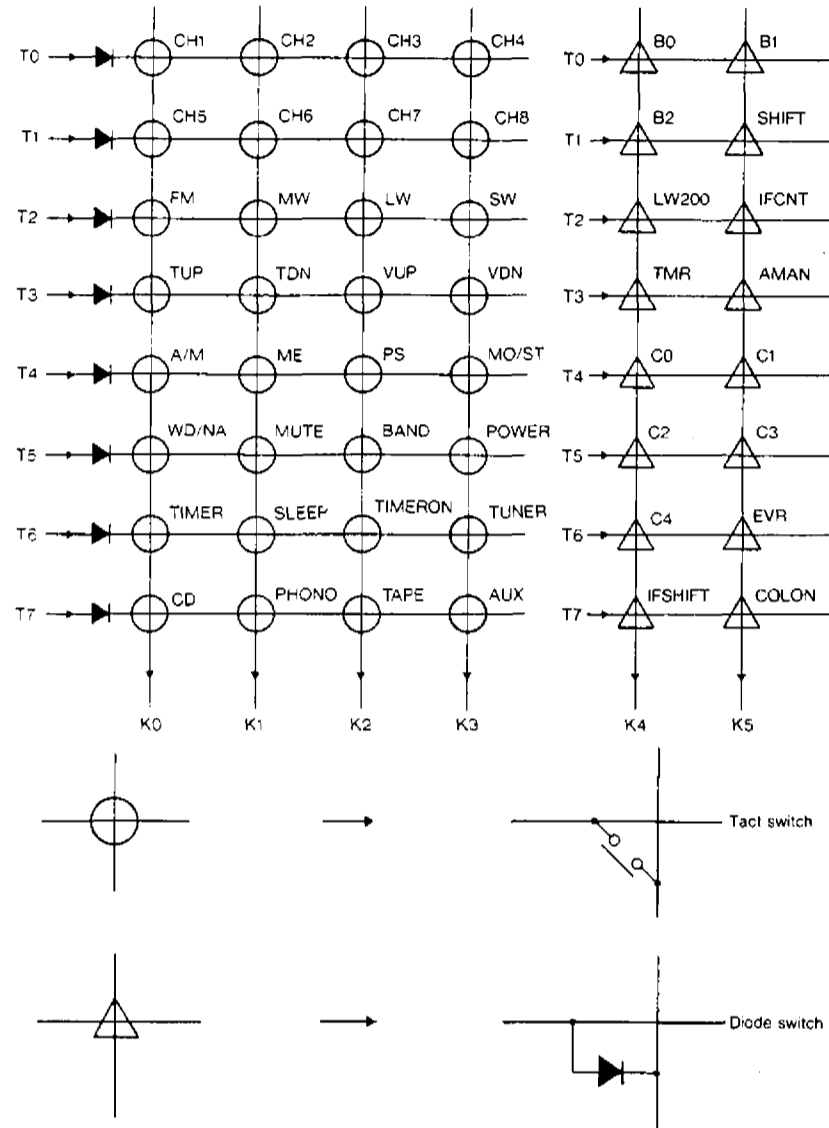 CH1 CH2 CH3 CH4 B0 B1
T0 T0
CH5 CH6 CH7 CH8 B2 SHIFT
T1 T1
FM MW LW SW LW200 IFCNT
T2 T2
TUP TDN VUP VDN TMR AMAN
T3 T3
A/M ME PS MO/ST C0 C1
T4 T4
WD/NA MUTE BAND POWER C2 C3
T5 T5
TIMER SLEEP TIMERON TUNER C4 EVR
T6 T6
CD PHONO TAPE AUX IFSHIFT COLON
T7 T7
K0 K1 K2 K3 K4 K5
Tact switch
Diode switch